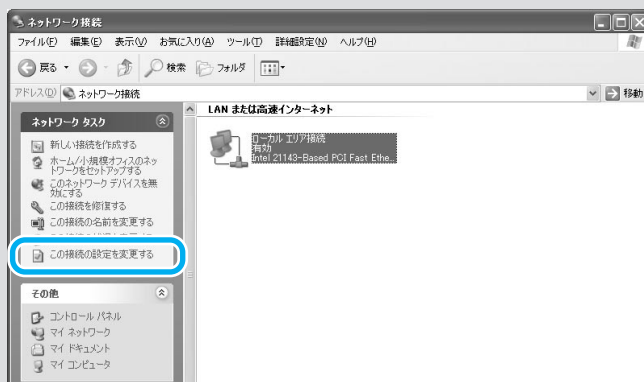 ネットワーク接続
ファイル(F) 編集(E) 表示(V) お気に入り(A) ツール(T) 詳細設定(N) ヘルプ(H)
戻る 検索 フォルダ
アドレス(D) ネットワーク接続 移動
ネットワーク タスク
新しい接続を作成する
ホーム/小規模オフィスのネッ
トワークをセットアップする
このネットワーク デバイスを無
効にする
この接続を修復する
この接続の名前を変更する
この接続の設定を変更する
その他
コントロール パネル
マイ ネットワーク
マイ ドキュメント
マイ コンピュータ
LAN または高速インターネット
ローカル エリア接続
有効
Intel 21143-Based PCI Fast Ethe...